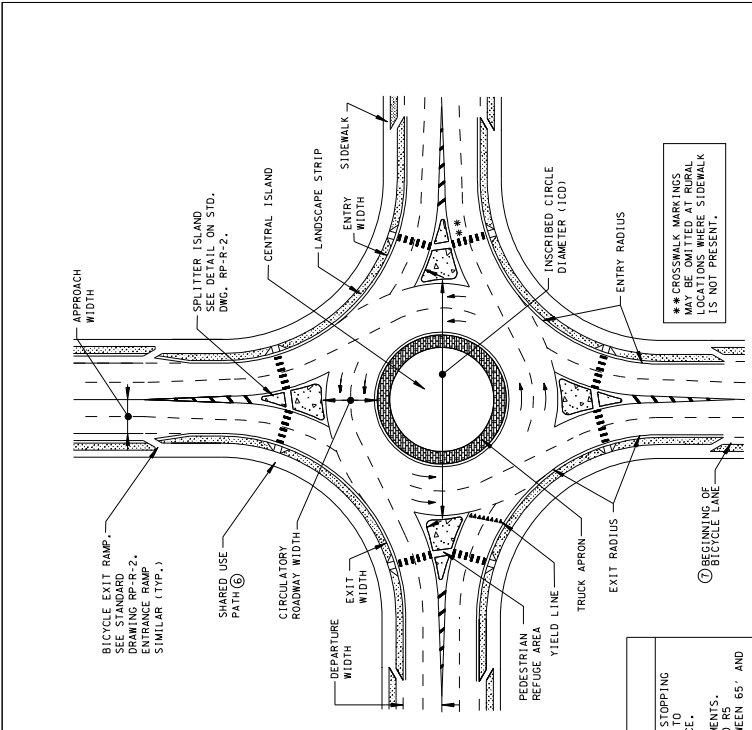 APPROACH
WIDTH
SPLITTER ISLAND
SEE DETAIL ON STD.
DWG. RP-R-2.
CENTRAL ISLAND
LANDSCAPE STRIP
ENTRY
WIDTH
SIDEWALK
BICYCLE EXIT RAMP.
SEE STANDARD
DRAWING RP-R-2.
ENTRANCE RAMP
SIMILAR (TYP.)
SHARED USE
PATH ⑥
CIRCULATORY
ROADWAY WIDTH
EXIT
WIDTH
DEPARTURE
WIDTH
**
INSCRIBED CIRCLE
DIAMETER (ICD)
ENTRY RADIUS
** CROSSWALK MARKINGS
MAY BE OMITTED AT RURAL
LOCATIONS WHERE SIDEWALK
IS NOT PRESENT.
PEDESTRIAN
REFUGE AREA
YIELD LINE
TRUCK APRON
EXIT RADIUS
⑦ BEGINNING OF
BICYCLE LANE
STOPPING
TO
CE.
MENTS.
D R5
WEEN 65' AND